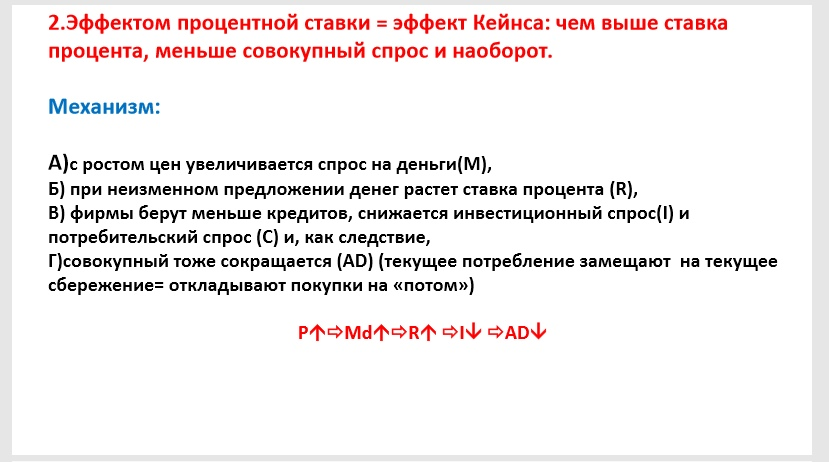 2.Эффектом процентной ставки = эффект Кейнса: чем выше ставка
процента, меньше совокупный спрос и наоборот.
Механизм:
А)с ростом цен увеличивается спрос на деньги(М),
Б) при неизменном предложении денег растет ставка процента (R),
В) фирмы берут меньше кредитов, снижается инвестиционный спрос(I) и
потребительский спрос (С) и, как следствие,
Г)совокупный тоже сокращается (AD) (текущее потребление замещают  на текущее
сбережение= откладывают покупки на «потом»)
P↑⇨Md↑⇨R↑ ⇨I↓ ⇨AD↓